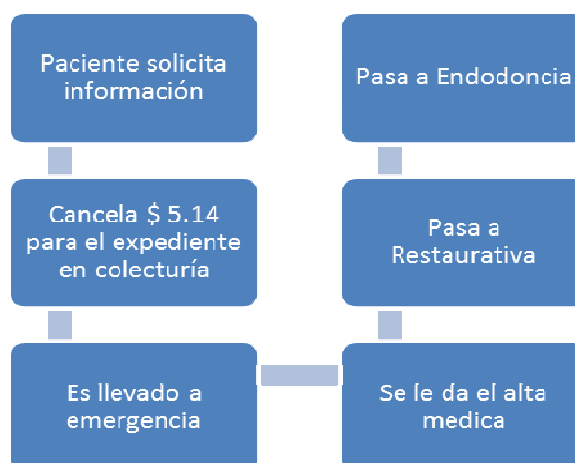 Paciente solicita
información
Cancela $ 5.14
para el expediente
en colecturía
Es llevado a
emergencia
Se le da el alta
medica
Pasa a
Restaurativa
Pasa a Endodoncia